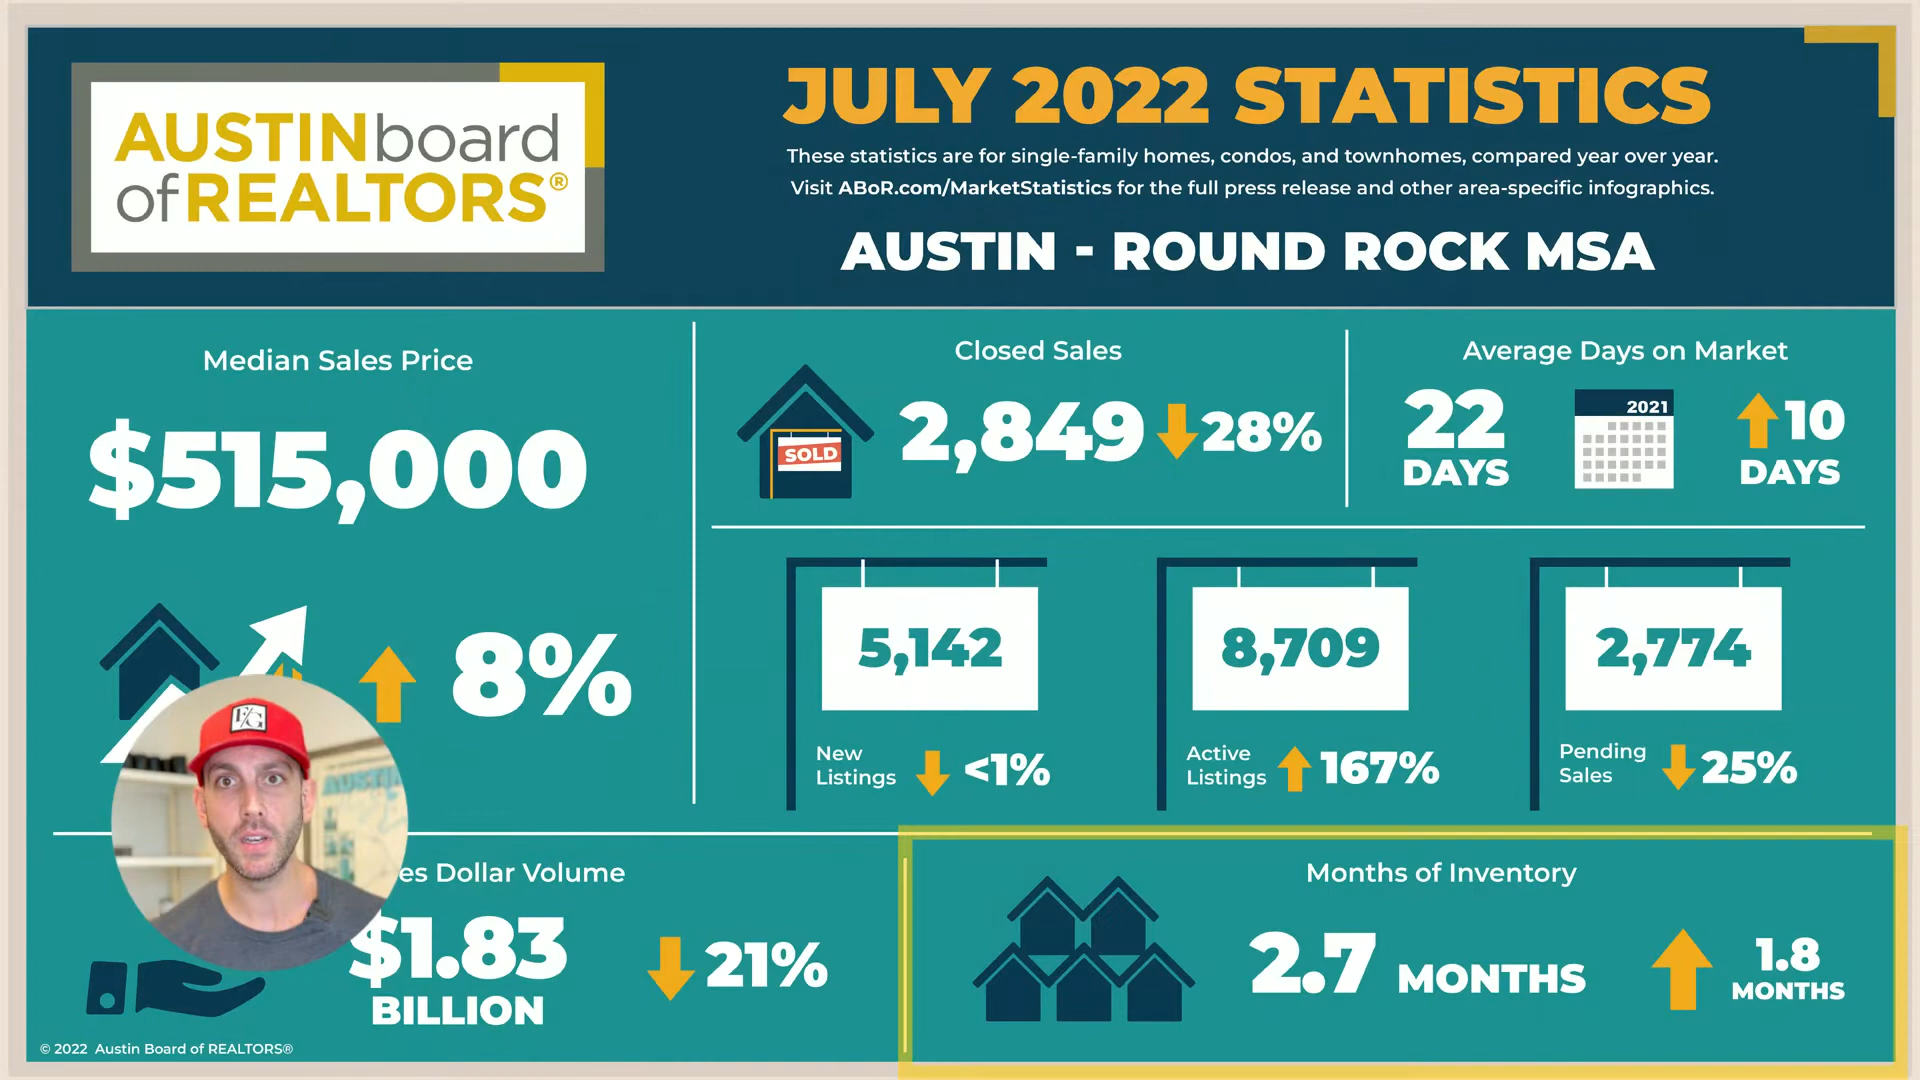 AUSTINboard
of REALTORS®
JULY 2022 STATISTICS
These statistics are for single-family homes, condos, and townhomes, compared year over year.
Visit ABoR.com/MarketStatistics for the full press release and other area-specific infographics.
AUSTIN - ROUND ROCK MSA
Median Sales Price
$515,000
8%
Closed Sales
SOLD
2,849
28%
Average Days on Market
22
DAYS
2021
10
DAYS
5,142
New
Listings
<1%
8,709
Active
Listings
167%
2,774
Pending
Sales
25%
F/G
AUSTIN
es Dollar Volume
$1.83
BILLION
21%
Months of Inventory
2.7 MONTHS
1.8
MONTHS
© 2022 Austin Board of REALTORS®